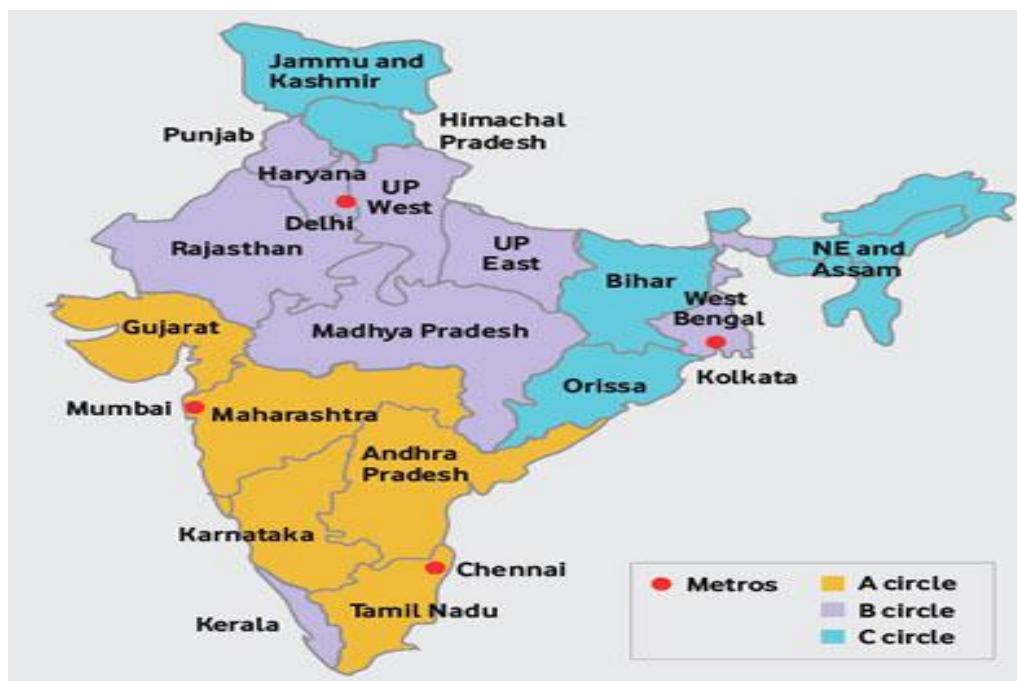 Jammu and
Kashmir
Himachal
Pradesh
Punjab
Haryana
UP
West
Delhi
Rajasthan
UP
East
NE and
Assam
Bihar
West
Bengal
Gujarat
Madhya Pradesh
Kolkata
Orissa
Mumbai
Maharashtra
Andhra
Pradesh
Karnataka
Chennai
Tamil Nadu
Kerala
Metros
A circle
B circle
C circle